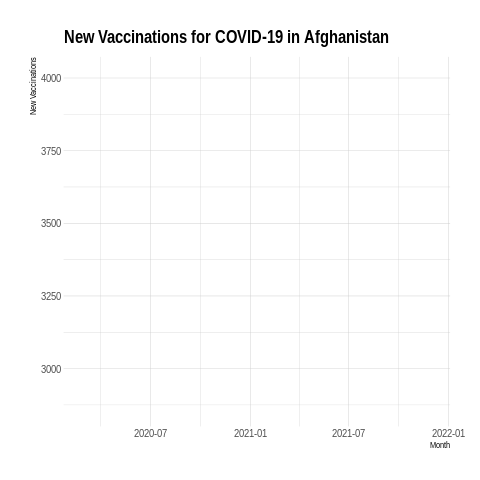 New Vaccinations for COVID-19 in Afghanistan
New Vaccinations
4000
3750
3500
3250
3000
2020-07 2021-01 2021-07 2022-01
Month